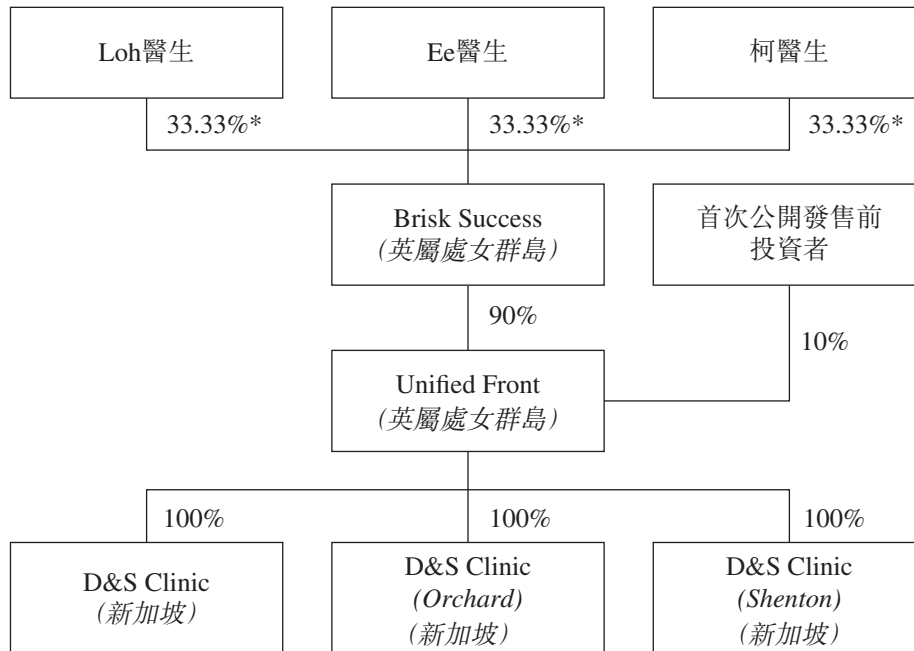 Loh醫生
Ee醫生
柯醫生
33.33%*
33.33%*
33.33%*
Brisk Success
(英屬處女群島)
首次公開發售前
投資者
90%
10%
Unified Front
(英屬處女群島)
100%
100%
100%
D&S Clinic
(新加坡)
D&S Clinic
(Orchard)
(新加坡)
D&S Clinic
(Shenton)
(新加坡)